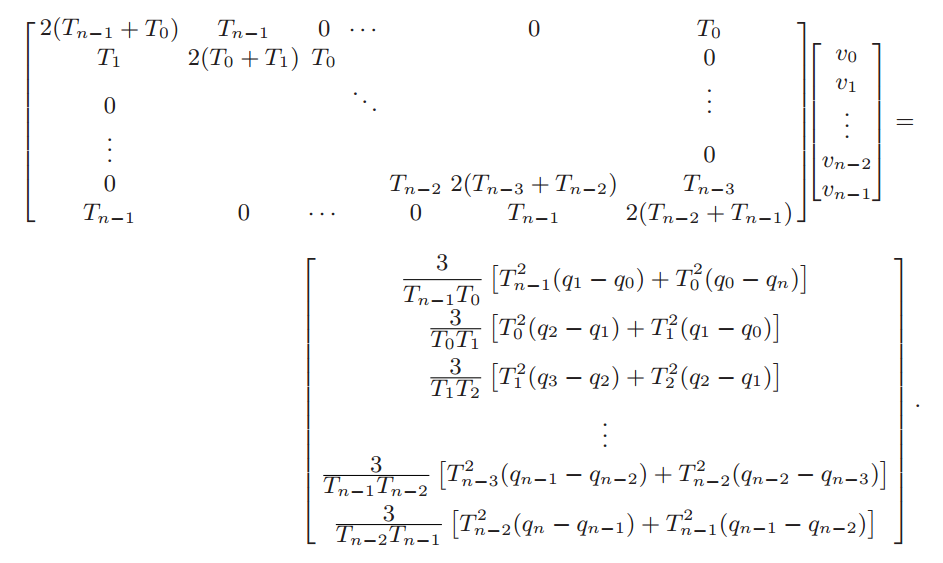 2(T_{n−1} + T_0) T_{n−1} 0 ⋯ 0 T_0
T_1 2(T_0 + T_1) T_0 0
0 ⋱ ⋮
⋮ 0
0 T_{n−2} 2(T_{n−3} + T_{n−2}) T_{n−3}
T_{n−1} 0 ⋯ 0 T_{n−1} 2(T_{n−2} + T_{n−1})
v_0
v_1
⋮
v_{n−2}
v_{n−1}
=
\frac{3}{T_{n−1}T_0} [T_{n−1}^2(q_1 − q_0) + T_0^2(q_0 − q_n)]
\frac{3}{T_0T_1} [T_0^2(q_2 − q_1) + T_1^2(q_1 − q_0)]
\frac{3}{T_1T_2} [T_1^2(q_3 − q_2) + T_2^2(q_2 − q_1)]
⋮
\frac{3}{T_{n−1}T_{n−2}} [T_{n−3}^2(q_{n−1} − q_{n−2}) + T_{n−2}^2(q_{n−2} − q_{n−3})]
\frac{3}{T_{n−2}T_{n−1}} [T_{n−2}^2(q_n − q_{n−1}) + T_{n−1}^2(q_{n−1} − q_{n−2})]
.